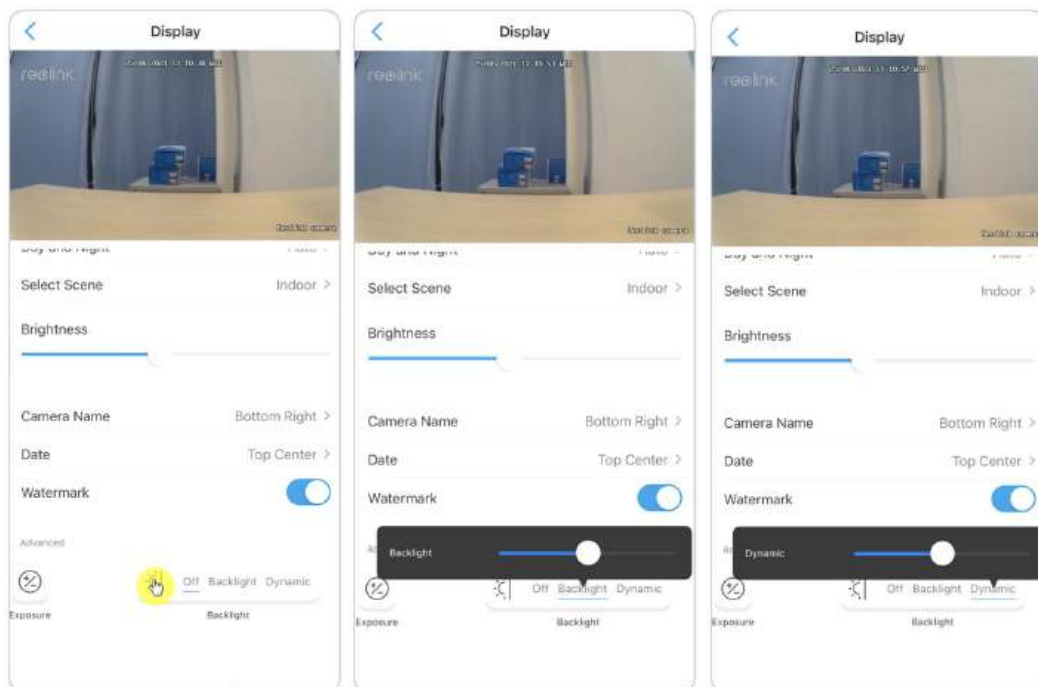 Display
reolink
Select Scene
Indoor >
Brightness
Camera Name
Bottom Right >
Date
Top Center >
Watermark
Advanced
Off Backlight Dynamic
Exposure
Backlight
Display
reolink
Select Scene
Indoor >
Brightness
Camera Name
Bottom Right >
Date
Top Center >
Watermark
Backlight
Off Backlight Dynamic
Exposure
Backlight
Display
reolink
Select Scene
Indoor >
Brightness
Camera Name
Bottom Right >
Date
Top Center >
Watermark
Dynamic
Off Backlight Dynamic
Exposure
Backlight